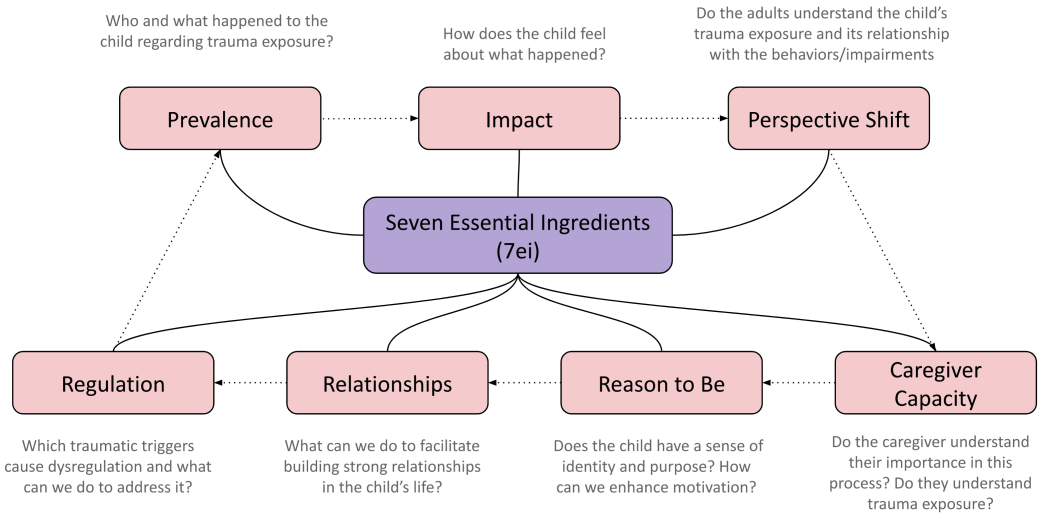 Who and what happened to the
child regarding trauma exposure?
How does the child feel
about what happened?
Do the adults understand the child's
trauma exposure and its relationship
with the behaviors/impairments
Prevalence
Impact
Perspective Shift
Seven Essential Ingredients
(7ei)
Regulation
Relationships
Reason to Be
Caregiver
Capacity
Which traumatic triggers
cause dysregulation and what
can we do to address it?
What can we do to facilitate
building strong relationships
in the child's life?
Does the child have a sense of
identity and purpose? How
can we enhance motivation?
Do the caregiver understand
their importance in this
process? Do they understand
trauma exposure?